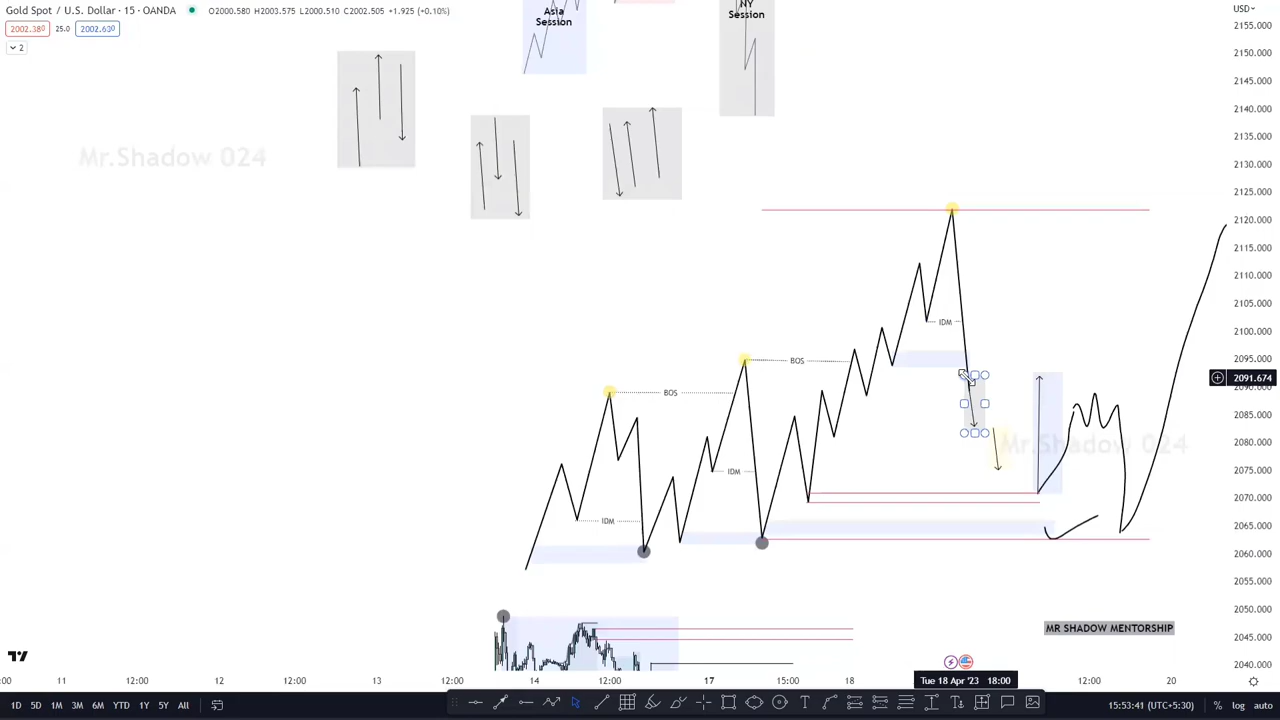 Gold Spot / U.S. Dollar · 15 · OANDA
O2000.580 H2003.575 L2000.510 C2002.505 +1.925 (+0.10%)
2002.380 25.0 2002.630
2
Asia
Session
NY
Session
Mr.Shadow 024
IDM
BOS
BOS
Mr.Shadow 024
IDM
IDM
MR SHADOW MENTORSHIP
USD
2155.000
2150.000
2145.000
2140.000
2135.000
2130.000
2125.000
2120.000
2115.000
2110.000
2105.000
2100.000
2095.000
2091.674
2090.000
2085.000
2080.000
2075.000
2070.000
2065.000
2060.000
2055.000
2050.000
2045.000
2040.000
:00 11 12:00 12 12:00 13 12:00 14 12:00 17 15:00 18 Tue 18 Apr '23 18:00 12:00 20
1D 5D 1M 3M 6M YTD 1Y 5Y All
15:53:41 (UTC+5:30) % log auto